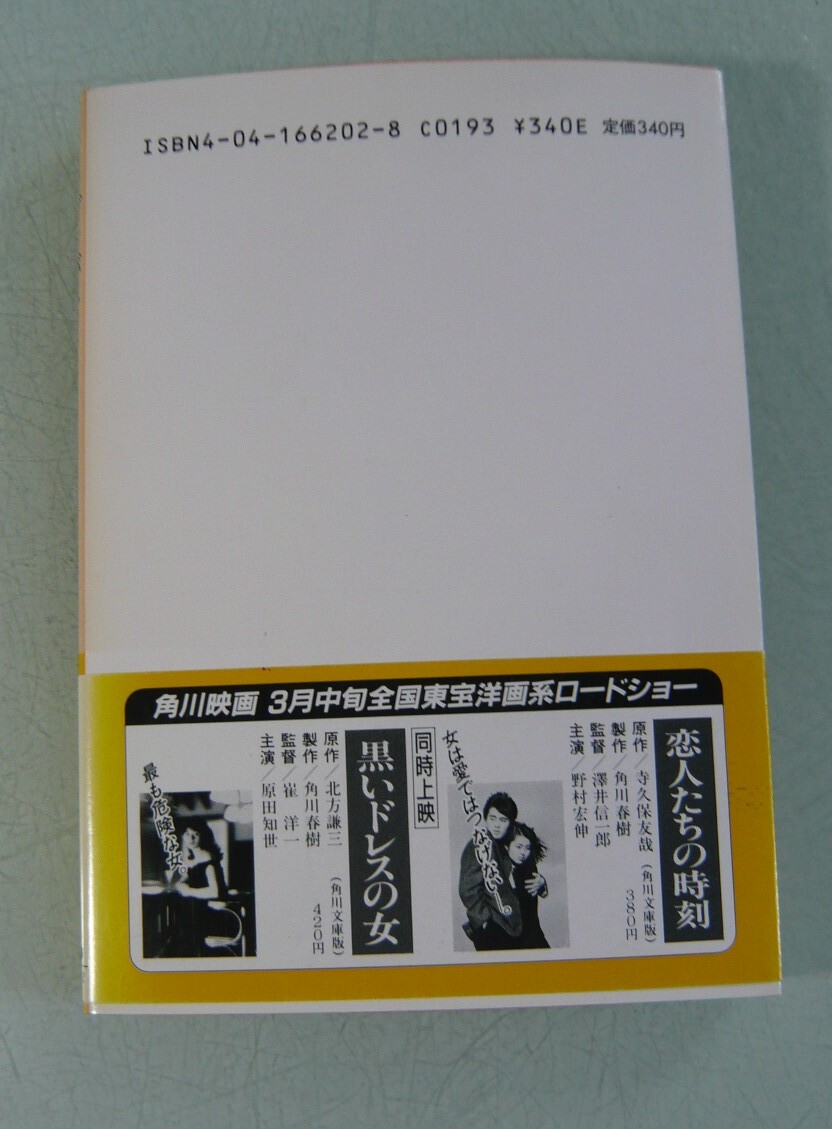 ISBN4-04-166202-8 C0193 ¥340E 定価340円
角川映画 3月中旬全国東宝洋画系ロードショー
恋人たちの時刻
原作/寺久保友哉(角川文庫版)380円
製作/角川春樹
監督/澤井信一郎
主演/野村宏伸
女は愛ではつなげない―。
同時上映
黒いドレスの女
原作/北方謙三(角川文庫版)420円
製作/角川春樹
監督/崔 洋一
主演/原田知世
最も危険な女。